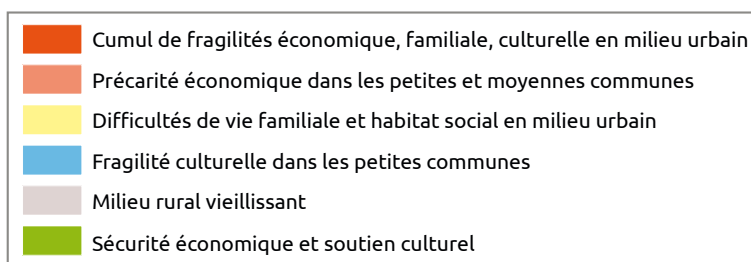 Cumul de fragilités économique, familiale, culturelle en milieu urbain
Précarité économique dans les petites et moyennes communes
Difficultés de vie familiale et habitat social en milieu urbain
Fragilité culturelle dans les petites communes
Milieu rural vieillissant
Sécurité économique et soutien culturel